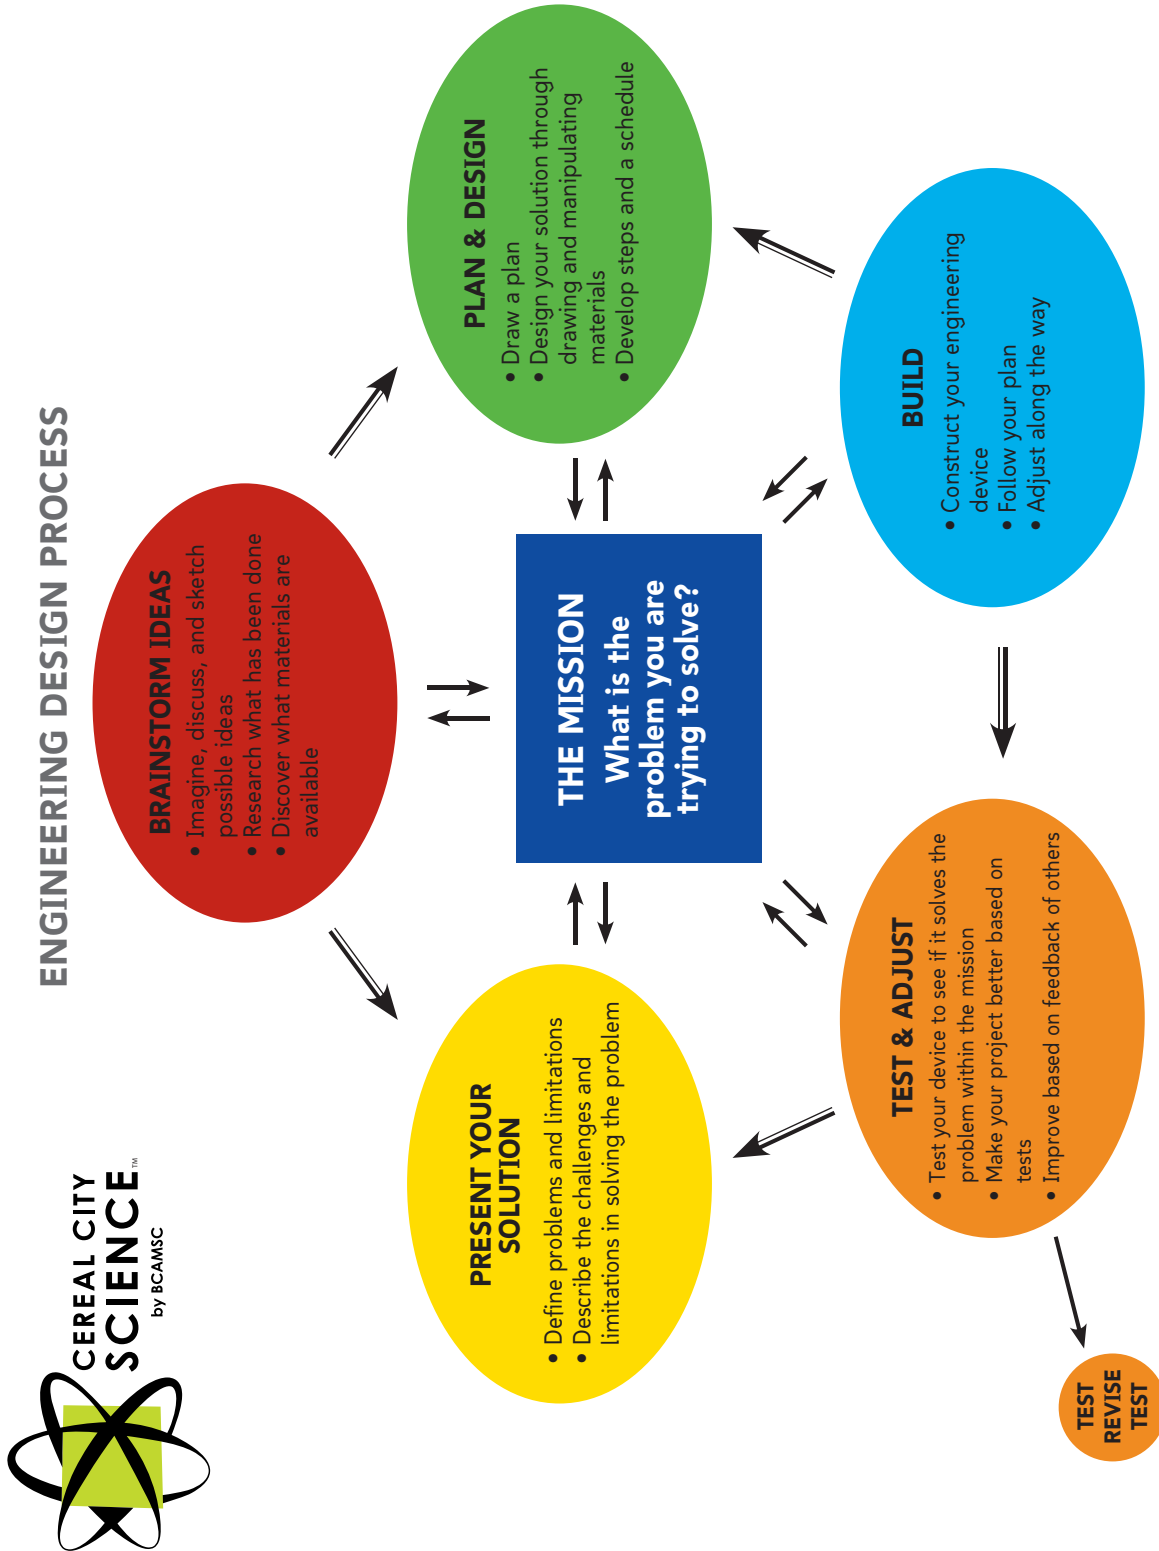 CEREAL CITY
SCIENCE™
by BCAMSC
ENGINEERING DESIGN PROCESS
BRAINSTORM IDEAS
• Imagine, discuss, and sketch
possible ideas
• Research what has been done
• Discover what materials are
available
PLAN & DESIGN
• Draw a plan
• Design your solution through
drawing and manipulating
materials
• Develop steps and a schedule
BUILD
• Construct your engineering
device
• Follow your plan
• Adjust along the way
TEST & ADJUST
• Test your device to see if it solves the
problem within the mission
• Make your project better based on
tests
• Improve based on feedback of others
TEST
REVISE
TEST
PRESENT YOUR
SOLUTION
• Define problems and limitations
• Describe the challenges and
limitations in solving the problem
THE MISSION
What is the
problem you are
trying to solve?